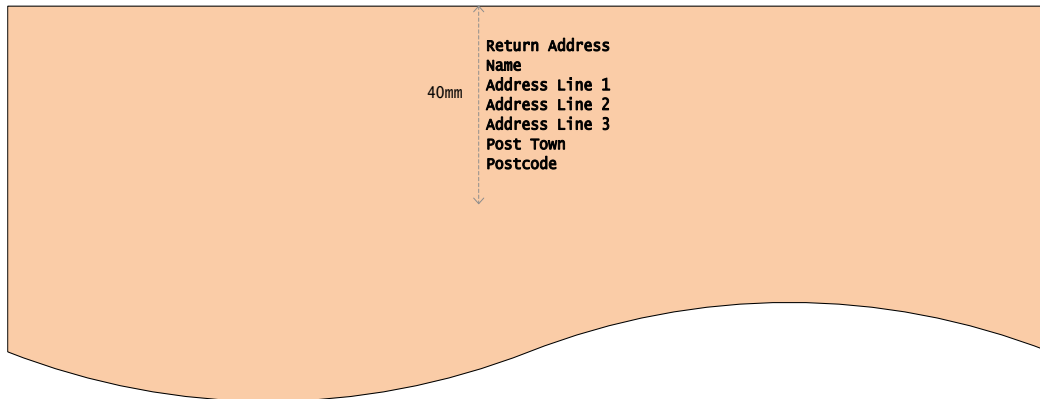 Return Address
Name
Address Line 1
40mm
Address Line 2
Address Line 3
Post Town
Postcode